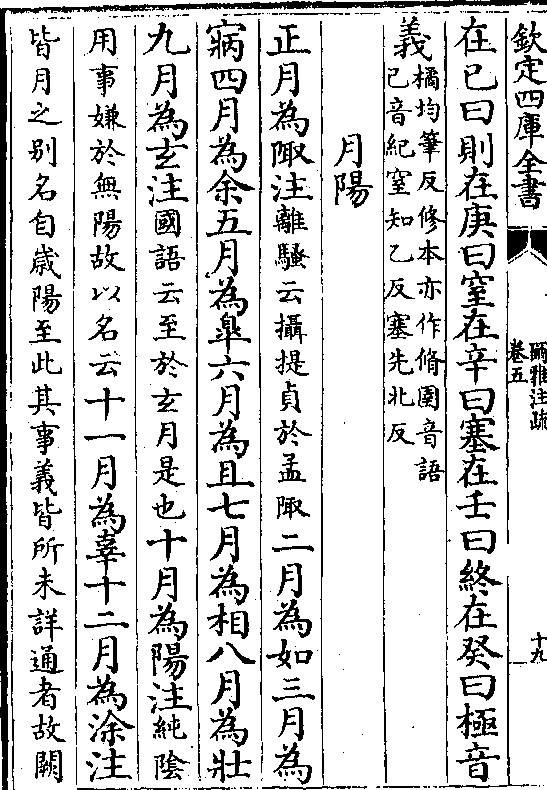 欽定四庫全書
爾雅注疏
卷五
十九
在己曰則在庚曰窒在辛曰塞在壬曰終在癸曰極音
義橘均筆反修本亦作脩圉音語
己音紀窒知乙反塞先北反
月陽
正月為陬注離騷云攝提貞於孟陬二月為如三月為
寎四月為余五月為臯六月為且七月為相八月為壯
九月為玄注國語云至於玄月是也十月為陽注純陰
用事嫌於無陽故以名云十一月為辜十二月為涂注
皆月之别名自歲陽至此其事義皆所未詳通者故闕